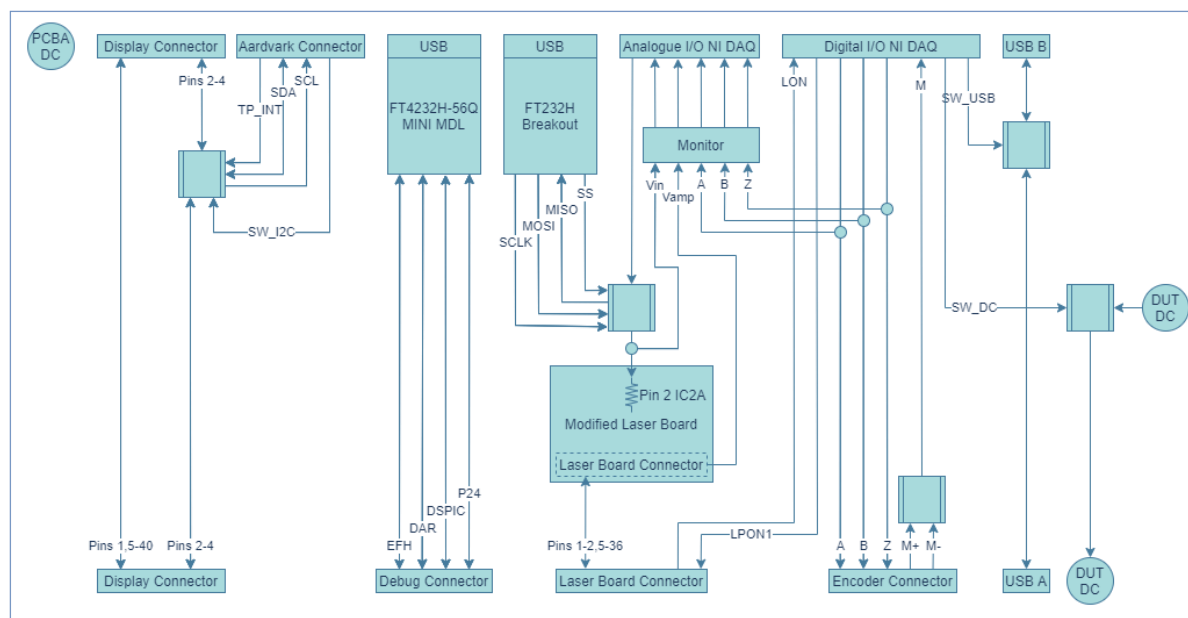 PCBA
DC
Display Connector
Aardvark Connector
USB
USB
Analogue I/O NI DAQ
Digital I/O NI DAQ
USB B
Pins 2-4
TP_INT
SDA
SCL
FT4232H-56Q
MINI MDL
FT232H
Breakout
LON
M
SW_USB
Monitor
Vin
Vamp
A
B
Z
SW_I2C
SCLK
MOSI
MISO
SS
SW_DC
DUT
DC
Pin 2 IC2A
Modified Laser Board
Laser Board Connector
Pins 1,5-40
Pins 2-4
EFH
DAR
DSPIC
P24
Pins 1-2,5-36
LPON1
A
B
Z
M+
M-
Display Connector
Debug Connector
Laser Board Connector
Encoder Connector
USB A
DUT
DC